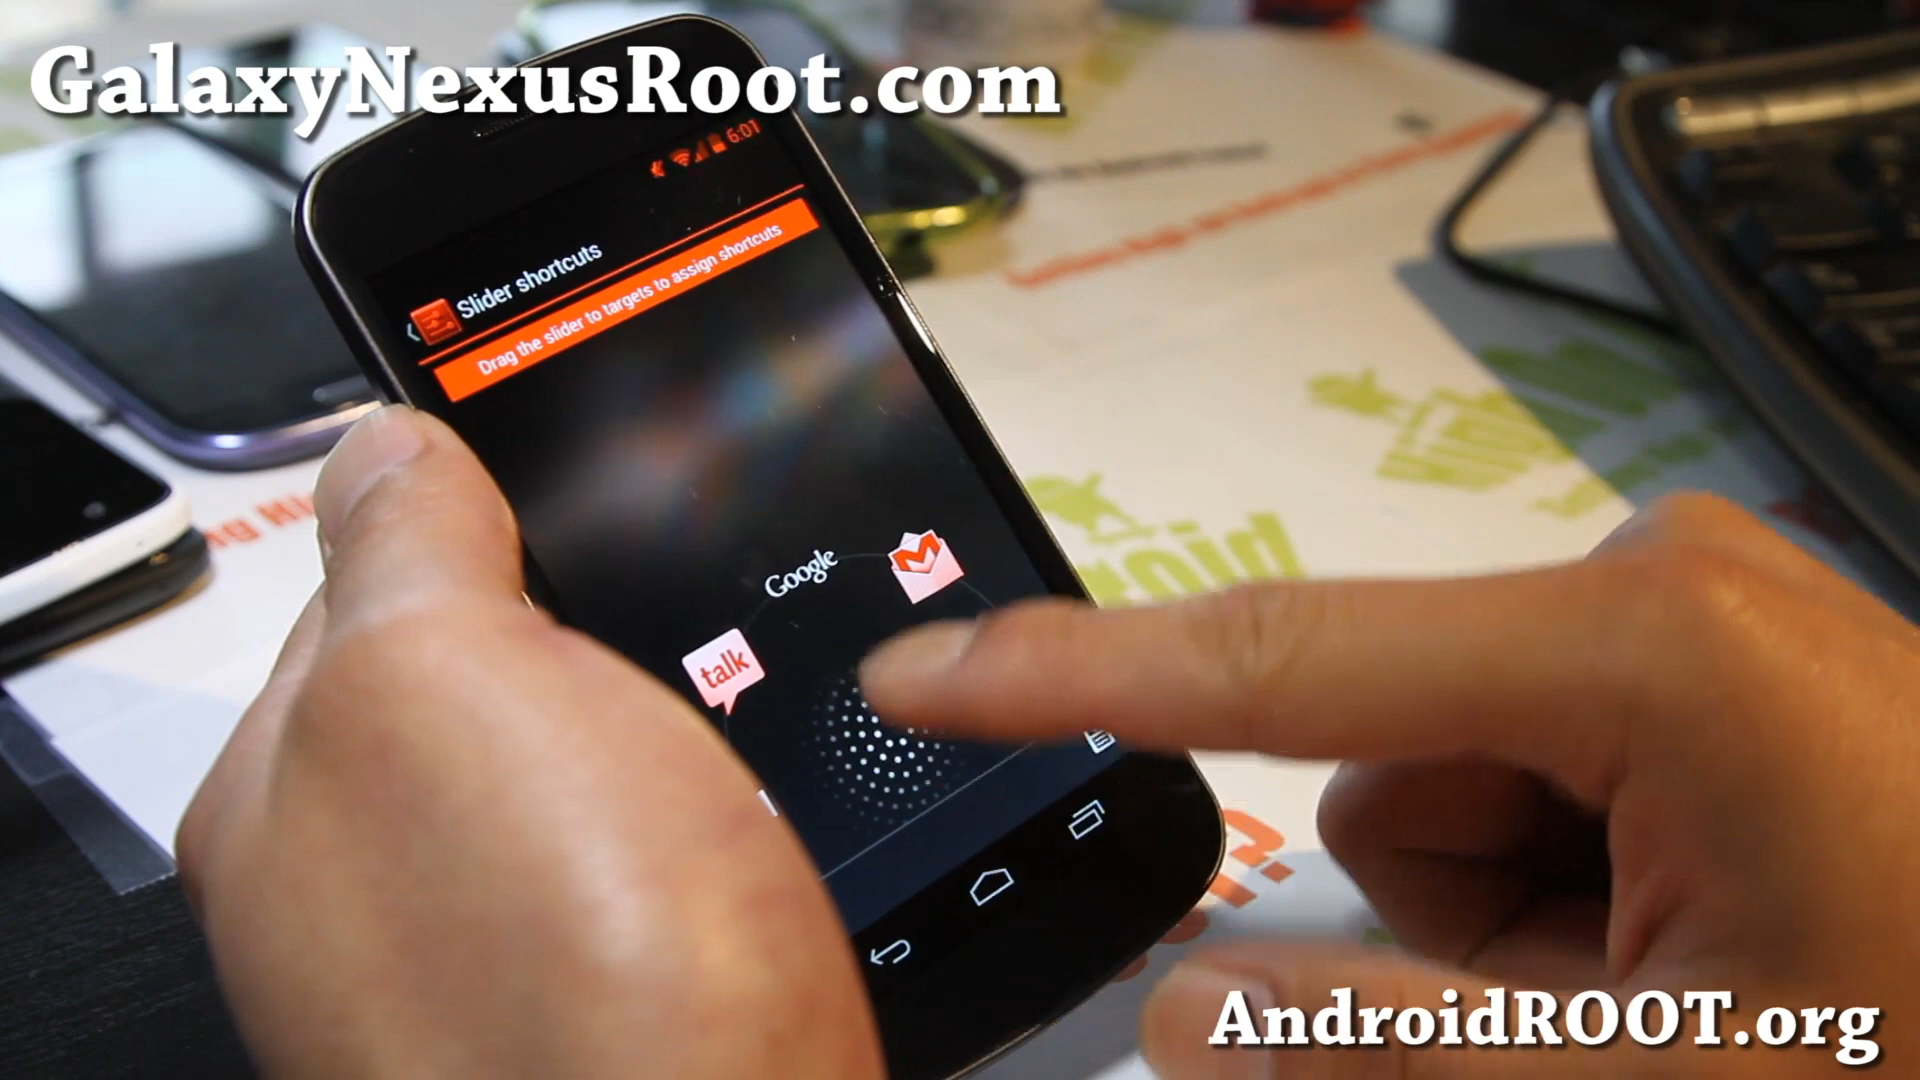 GalaxyNexusRoot.com
6:01
Slider shortcuts
Drag the slider to targets to assign shortcuts
Google
talk
AndroidROOT.org